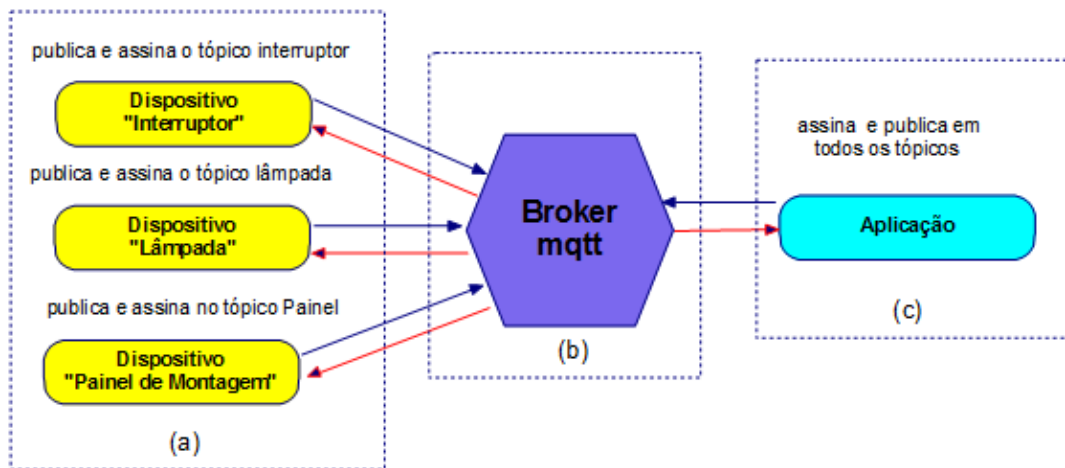 publica e assina o tópico interruptor
Dispositivo
"Interruptor"
publica e assina o tópico lâmpada
Dispositivo
"Lâmpada"
publica e assina no tópico Painel
Dispositivo
"Painel de Montagem"
(a)
Broker
mqtt
(b)
assina e publica em
todos os tópicos
Aplicação
(c)